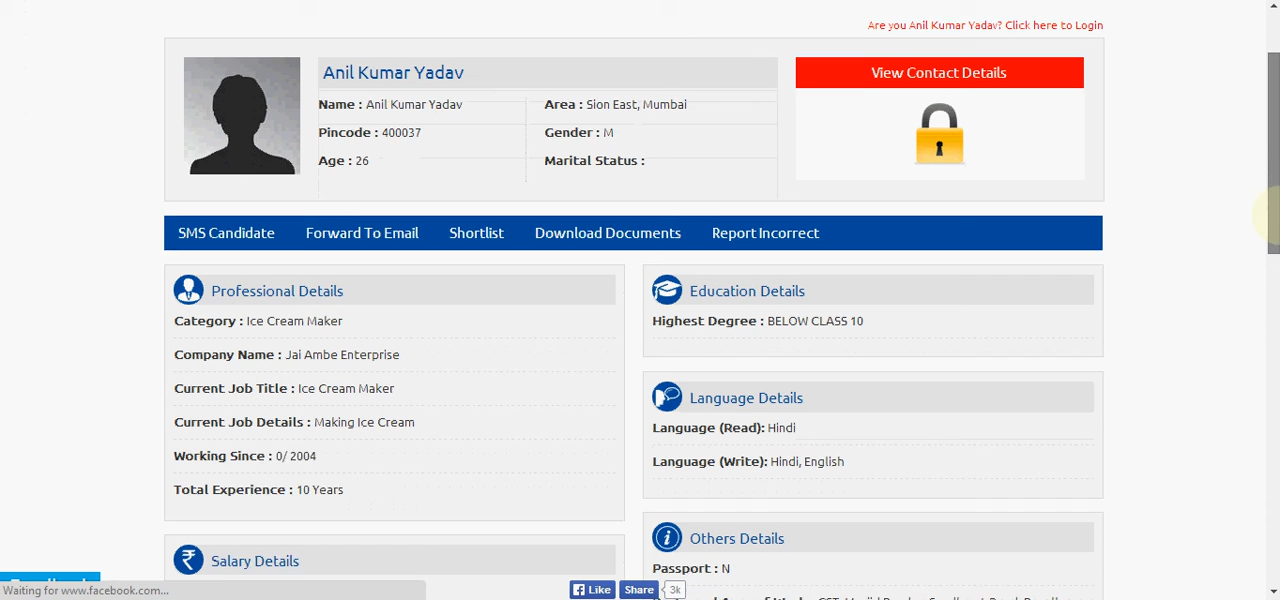 Are you Anil Kumar Yadav? Click here to Login
Anil Kumar Yadav
View Contact Details
Name : Anil Kumar Yadav
Area : Sion East, Mumbai
Pincode : 400037
Gender : M
Age : 26
Marital Status :
SMS Candidate Forward To Email Shortlist Download Documents Report Incorrect
Professional Details
Category : Ice Cream Maker
Company Name : Jai Ambe Enterprise
Current Job Title : Ice Cream Maker
Current Job Details : Making Ice Cream
Working Since : 0/ 2004
Total Experience : 10 Years
Salary Details
Education Details
Highest Degree : BELOW CLASS 10
Language Details
Language (Read): Hindi
Language (Write): Hindi, English
Others Details
Passport : N
Waiting for www.facebook.com...
Like Share 3k